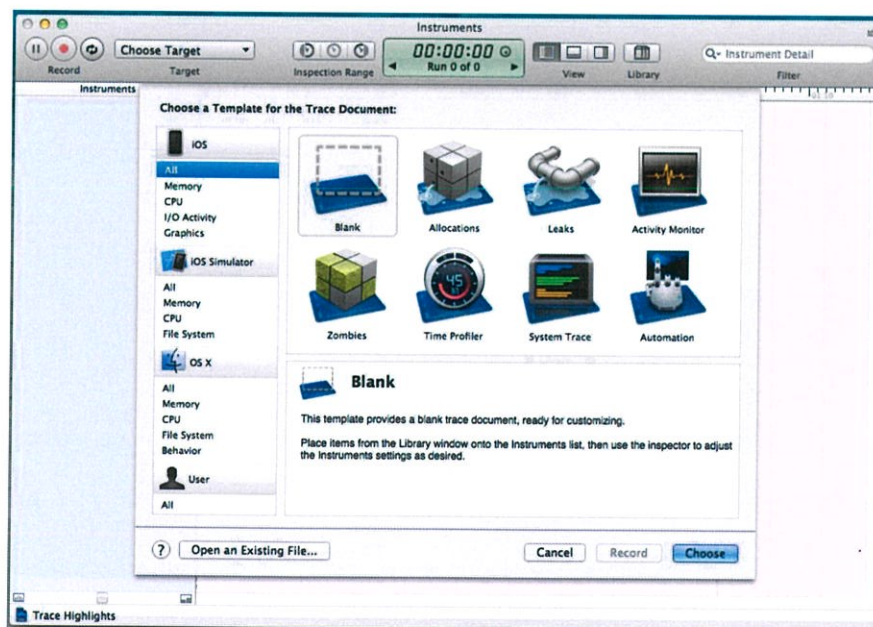 Instruments
Choose Target
00:00:00
Run 0 of 0
Instrument Detail
Record
Target
Inspection Range
View
Library
Filter
Instruments
Choose a Template for the Trace Document:
iOS
All
Memory
CPU
I/O Activity
Graphics
iOS Simulator
All
Memory
CPU
File System
OS X
All
Memory
CPU
File System
Behavior
User
All
Blank
Allocations
Leaks
Activity Monitor
45
Zombies
Time Profiler
System Trace
Automation
Blank
This template provides a blank trace document, ready for customizing.
Place items from the Library window onto the Instruments list, then use the inspector to adjust
the Instruments settings as desired.
?
Open an Existing File...
Cancel
Record
Choose
Trace Highlights